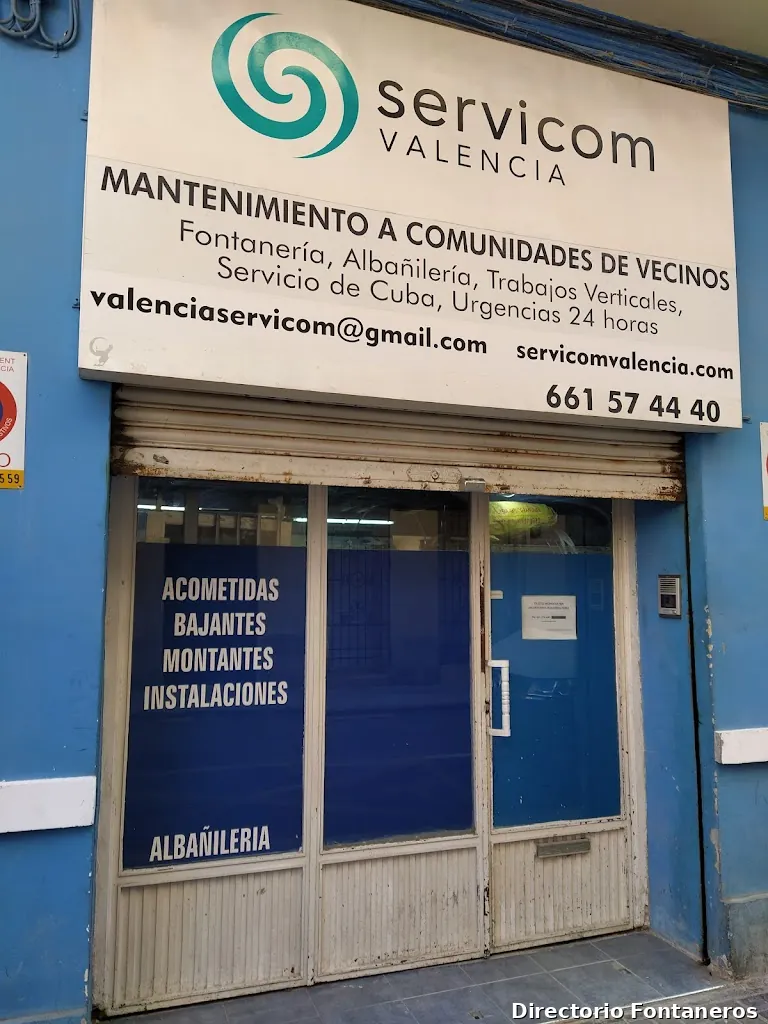 servicom
VALENCIA
MANTENIMIENTO A COMUNIDADES DE VECINOS
Fontanería, Albañilería, Trabajos Verticales,
Servicio de Cuba, Urgencias 24 horas
valenciaservicom@gmail.com servicomvalencia.com
661 57 44 40
ACOMETIDAS
BAJANTES
MONTANTES
INSTALACIONES
ALBAÑILERIA
Directorio Fontaneros